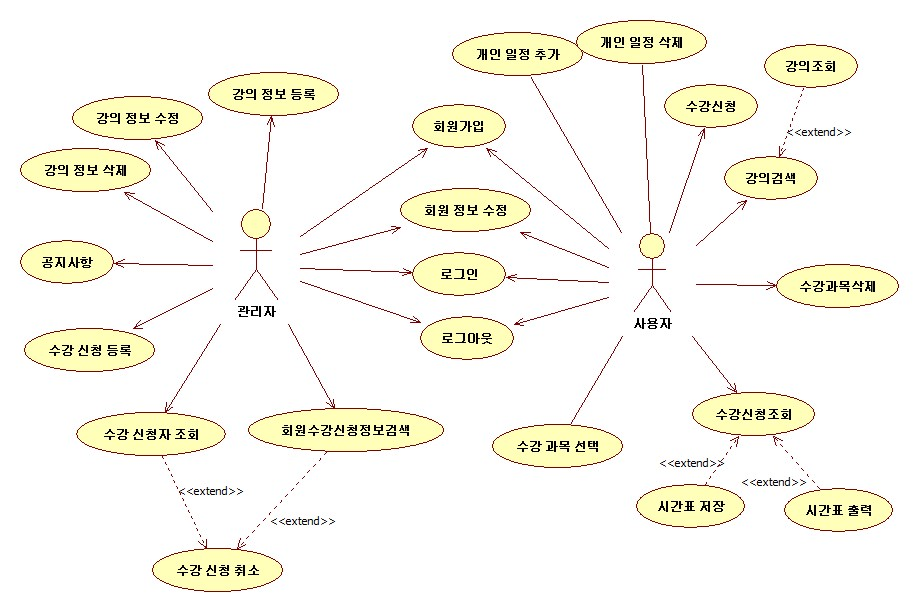 개인 일정 추가
개인 일정 삭제
강의조회
강의 정보 등록
수강신청
강의 정보 수정
회원가입
<<extend>>
강의 정보 삭제
강의검색
회원 정보 수정
공지사항
로그인
수강과목삭제
관리자
사용자
로그아웃
수강 신청 등록
수강신청조회
수강 신청자 조회
회원수강신청정보검색
수강 과목 선택
<<extend>>
<<extend>>
<<extend>>
시간표 저장
시간표 출력
<<extend>>
수강 신청 취소